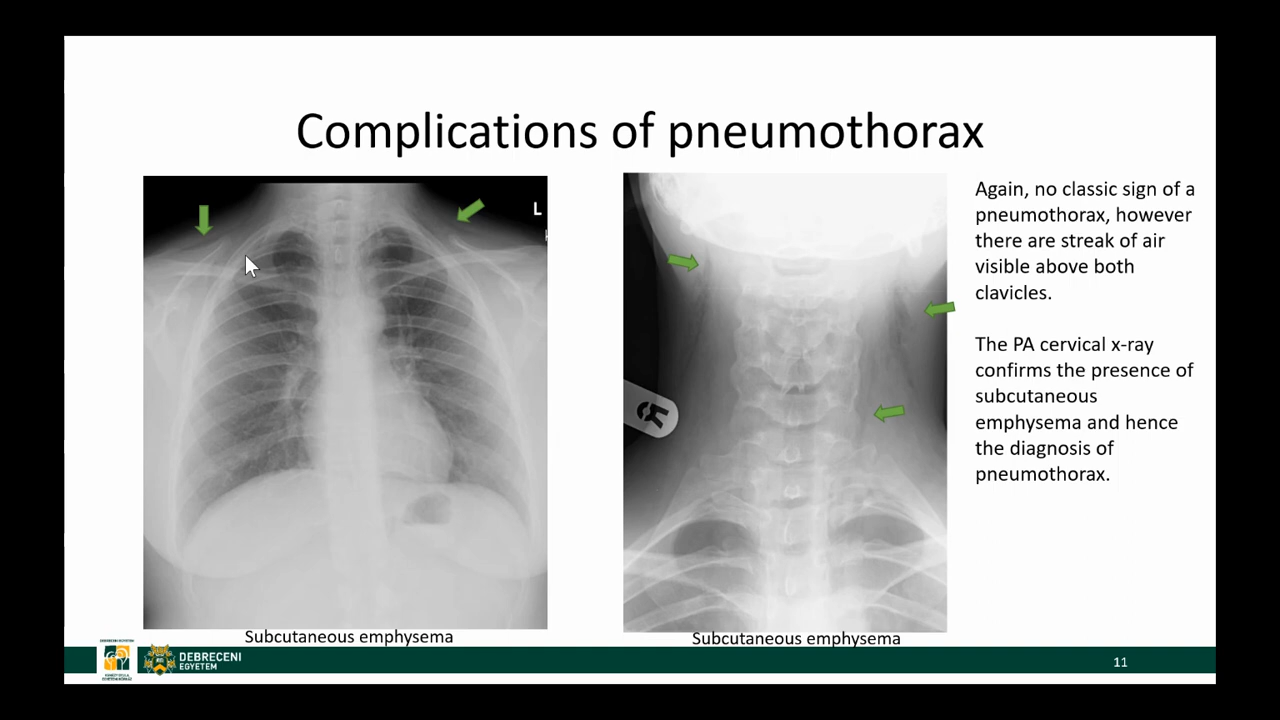 Complications of pneumothorax
L
Again, no classic sign of a
pneumothorax, however
there are streak of air
visible above both
clavicles.
The PA cervical x-ray
confirms the presence of
subcutaneous
emphysema and hence
the diagnosis of
pneumothorax.
R
Subcutaneous emphysema
Subcutaneous emphysema
DEBRECENI
EGYETEM
11